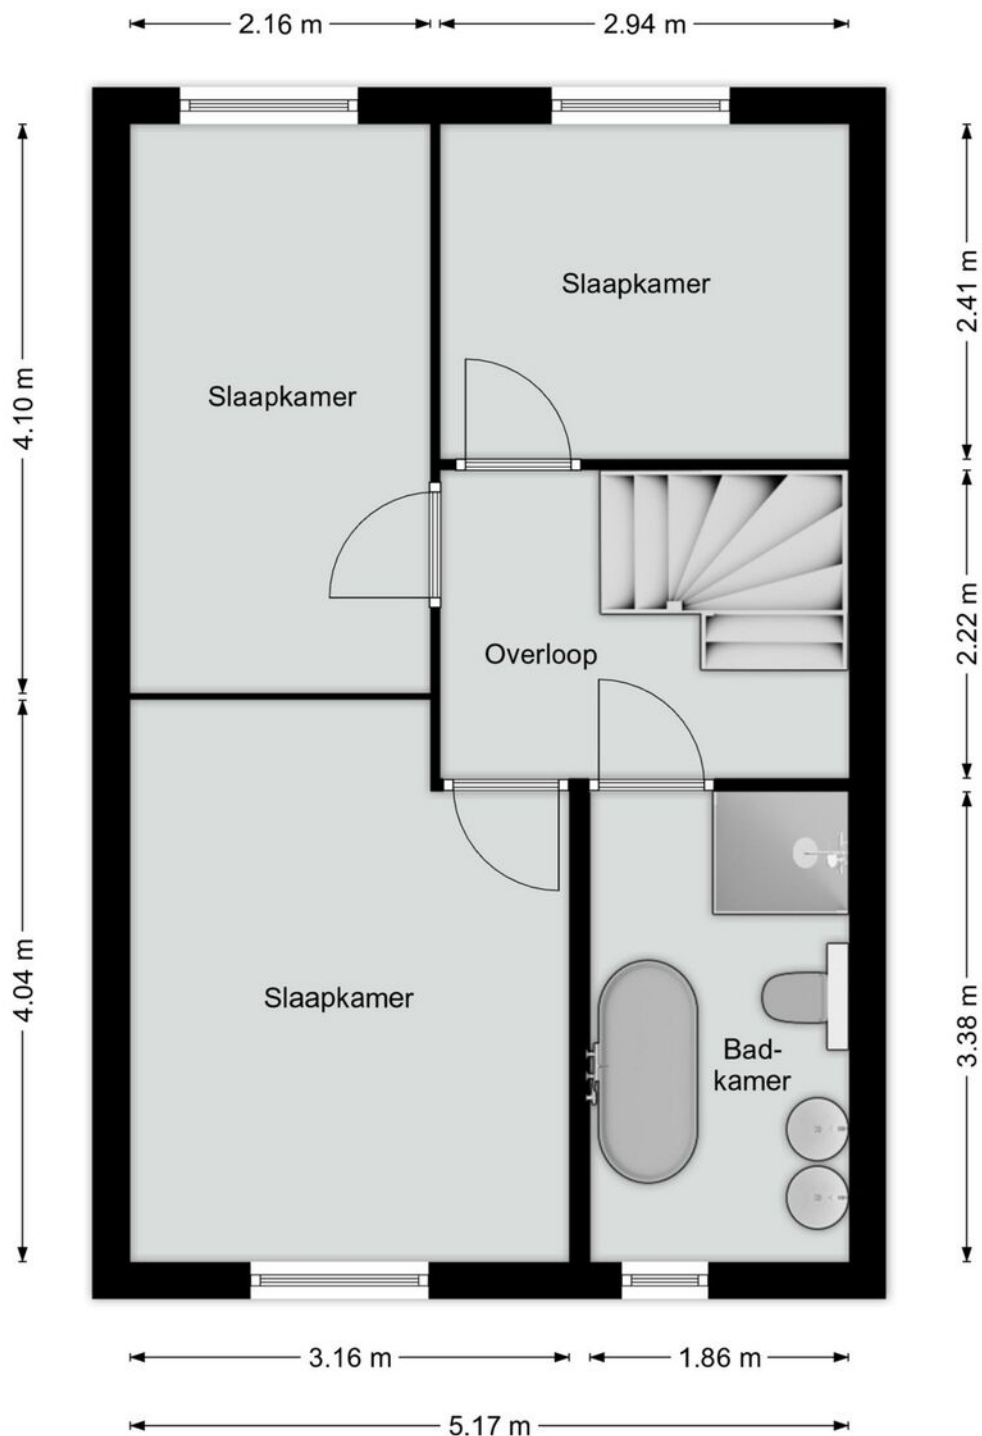 2.16 m
2.94 m
Slaapkamer
2.41 m
Slaapkamer
4.10 m
2.22 m
Overloop
4.04 m
Slaapkamer
3.38 m
Bad-
kamer
3.16 m
1.86 m
5.17 m